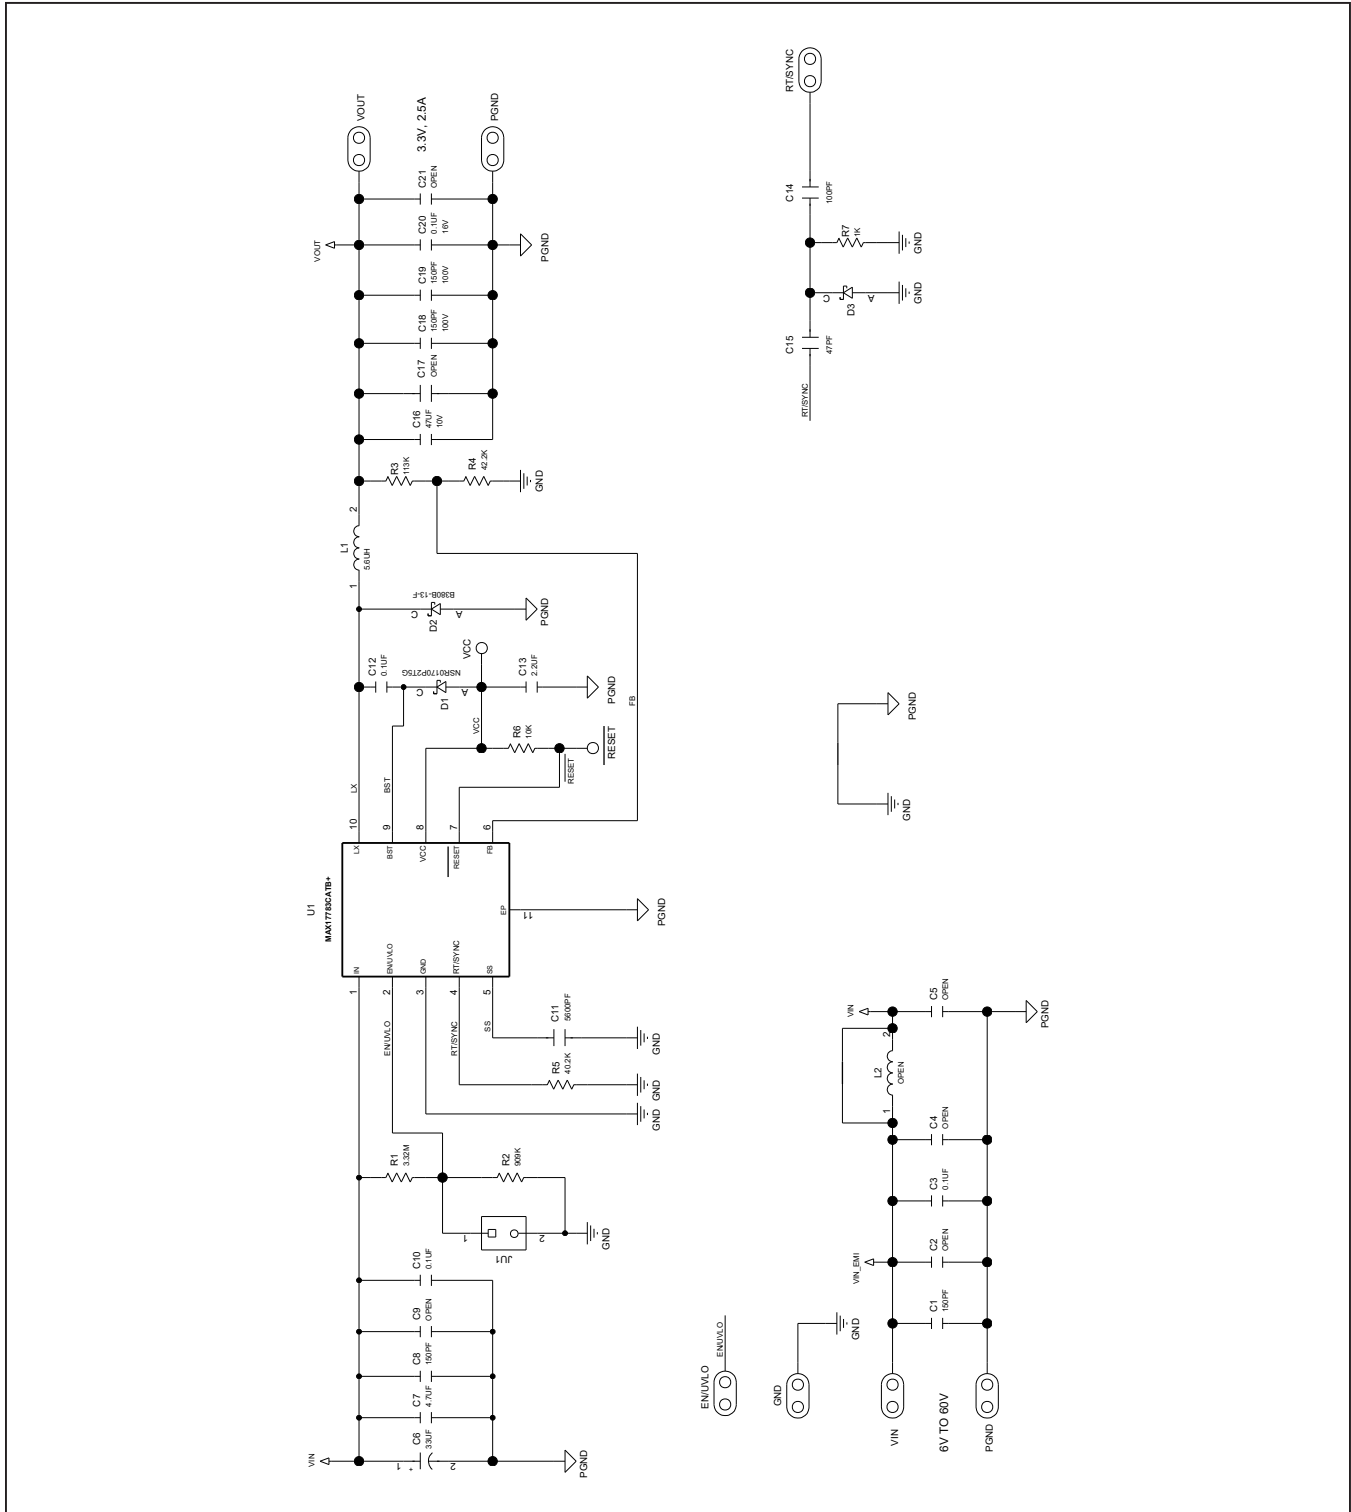 VIN
C6
33UF
+
1
2
PGND
C7
4.7UF
C8
150PF
C9
OPEN
C10
0.1UF
JU1
1
2
GND
R1
3.32M
R2
909K
EN/UVLO
GND
RT/SYNC
R5
40.2K
GND
SS
C11
5600PF
GND
U1
MAX17783CATB+
1
IN
2
EN/UVLO
3
GND
4
RT/SYNC
5
SS
EP
11
PGND
LX
10
BST
9
VCC
8
RESET
7
FB
6
LX
BST
VCC
VCC
RESET
RESET
R6
10K
FB
C12
0.1UF
NSR0170P2T5G
C
A
D1
C13
2.2UF
PGND
B380B-13-F
C
A
D2
PGND
L1
5.6UH
1
2
R3
113K
R4
42.2K
GND
C16
47UF
10V
C17
OPEN
C18
150PF
100V
C19
150PF
100V
C20
0.1UF
16V
C21
OPEN
VOUT
PGND
VOUT
3.3V, 2.5A
PGND
EN/UVLO
EN/UVLO
GND
GND
VIN
6V TO 60V
PGND
C1
150PF
VIN_EMI
C2
OPEN
C3
0.1UF
C4
OPEN
L2
OPEN
1
2
VIN
C5
OPEN
PGND
GND
PGND
RT/SYNC
C15
47PF
C
A
D3
GND
R7
1K
GND
C14
100PF
RT/SYNC